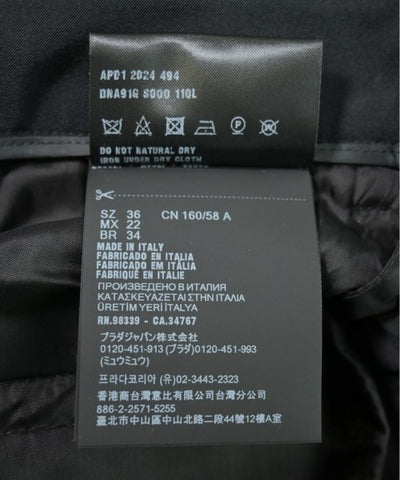 APD1 2024 494
DNA91G S000 110L
DO NOT NATURAL DRY
IRON UNDER DRY CLOTH
SZ 36 CN 160/58 A
MX 22
BR 34
MADE IN ITALY
FABRICADO EN ITALIA
FABRICADO EM ITÁLIA
FABRIQUÉ EN ITALIE
ПРОИЗВЕДЕНО В ИТАЛИЯ
ΚΑΤΑΣΚΕΥΑΖΕΤΑΙ ΣΤΗΝ ΙΤΑΛΙΑ
ÜRETİM YERİ İTALYA
RN.98339 - CA.34767
プラダジャパン株式会社
0120-451-913 (プラダ) 0120-451-993
(ミュウミュウ)
프라다코리아 (주) 02-3443-2323
香港商台灣意比有限公司台灣分公司
886-2-2571-5255
臺北市中山區中山北路二段44號12樓A